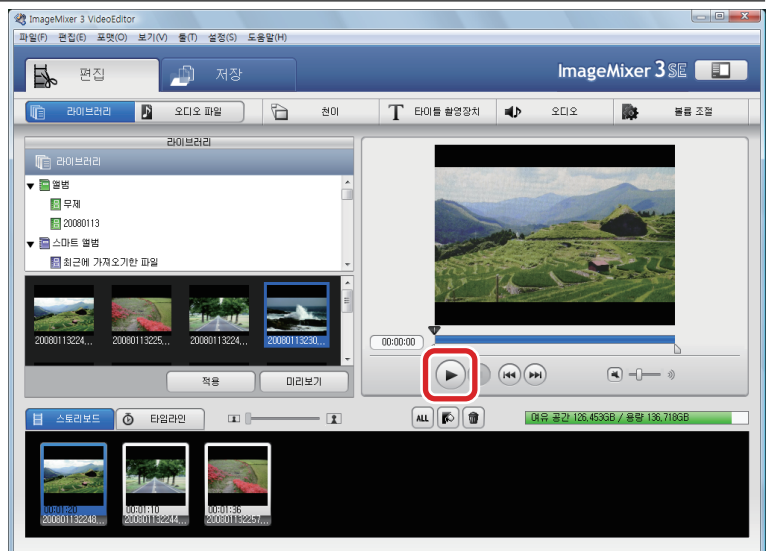 ImageMixer 3 VideoEditor
파일(F) 편집(E) 포맷(O) 보기(V) 툴(T) 설정(S) 도움말(H)
편집 저장 ImageMixer 3 SE
라이브러리 오디오 파일 천이 T 타이틀 촬영장치 오디오 볼륨 조절
라이브러리
라이브러리
앨범
무제
20080113
스마트 앨범
최근에 가져오기한 파일
20080113224... 20080113225... 20080113224... 20080113230...
00:00:00
적용 미리보기
스토리보드 타임라인 ALL 여유 공간 126,453GB / 용량 136,718GB
00:01:20 00:01:10 00:01:36
200801132248... 200801132244... 200801132257...